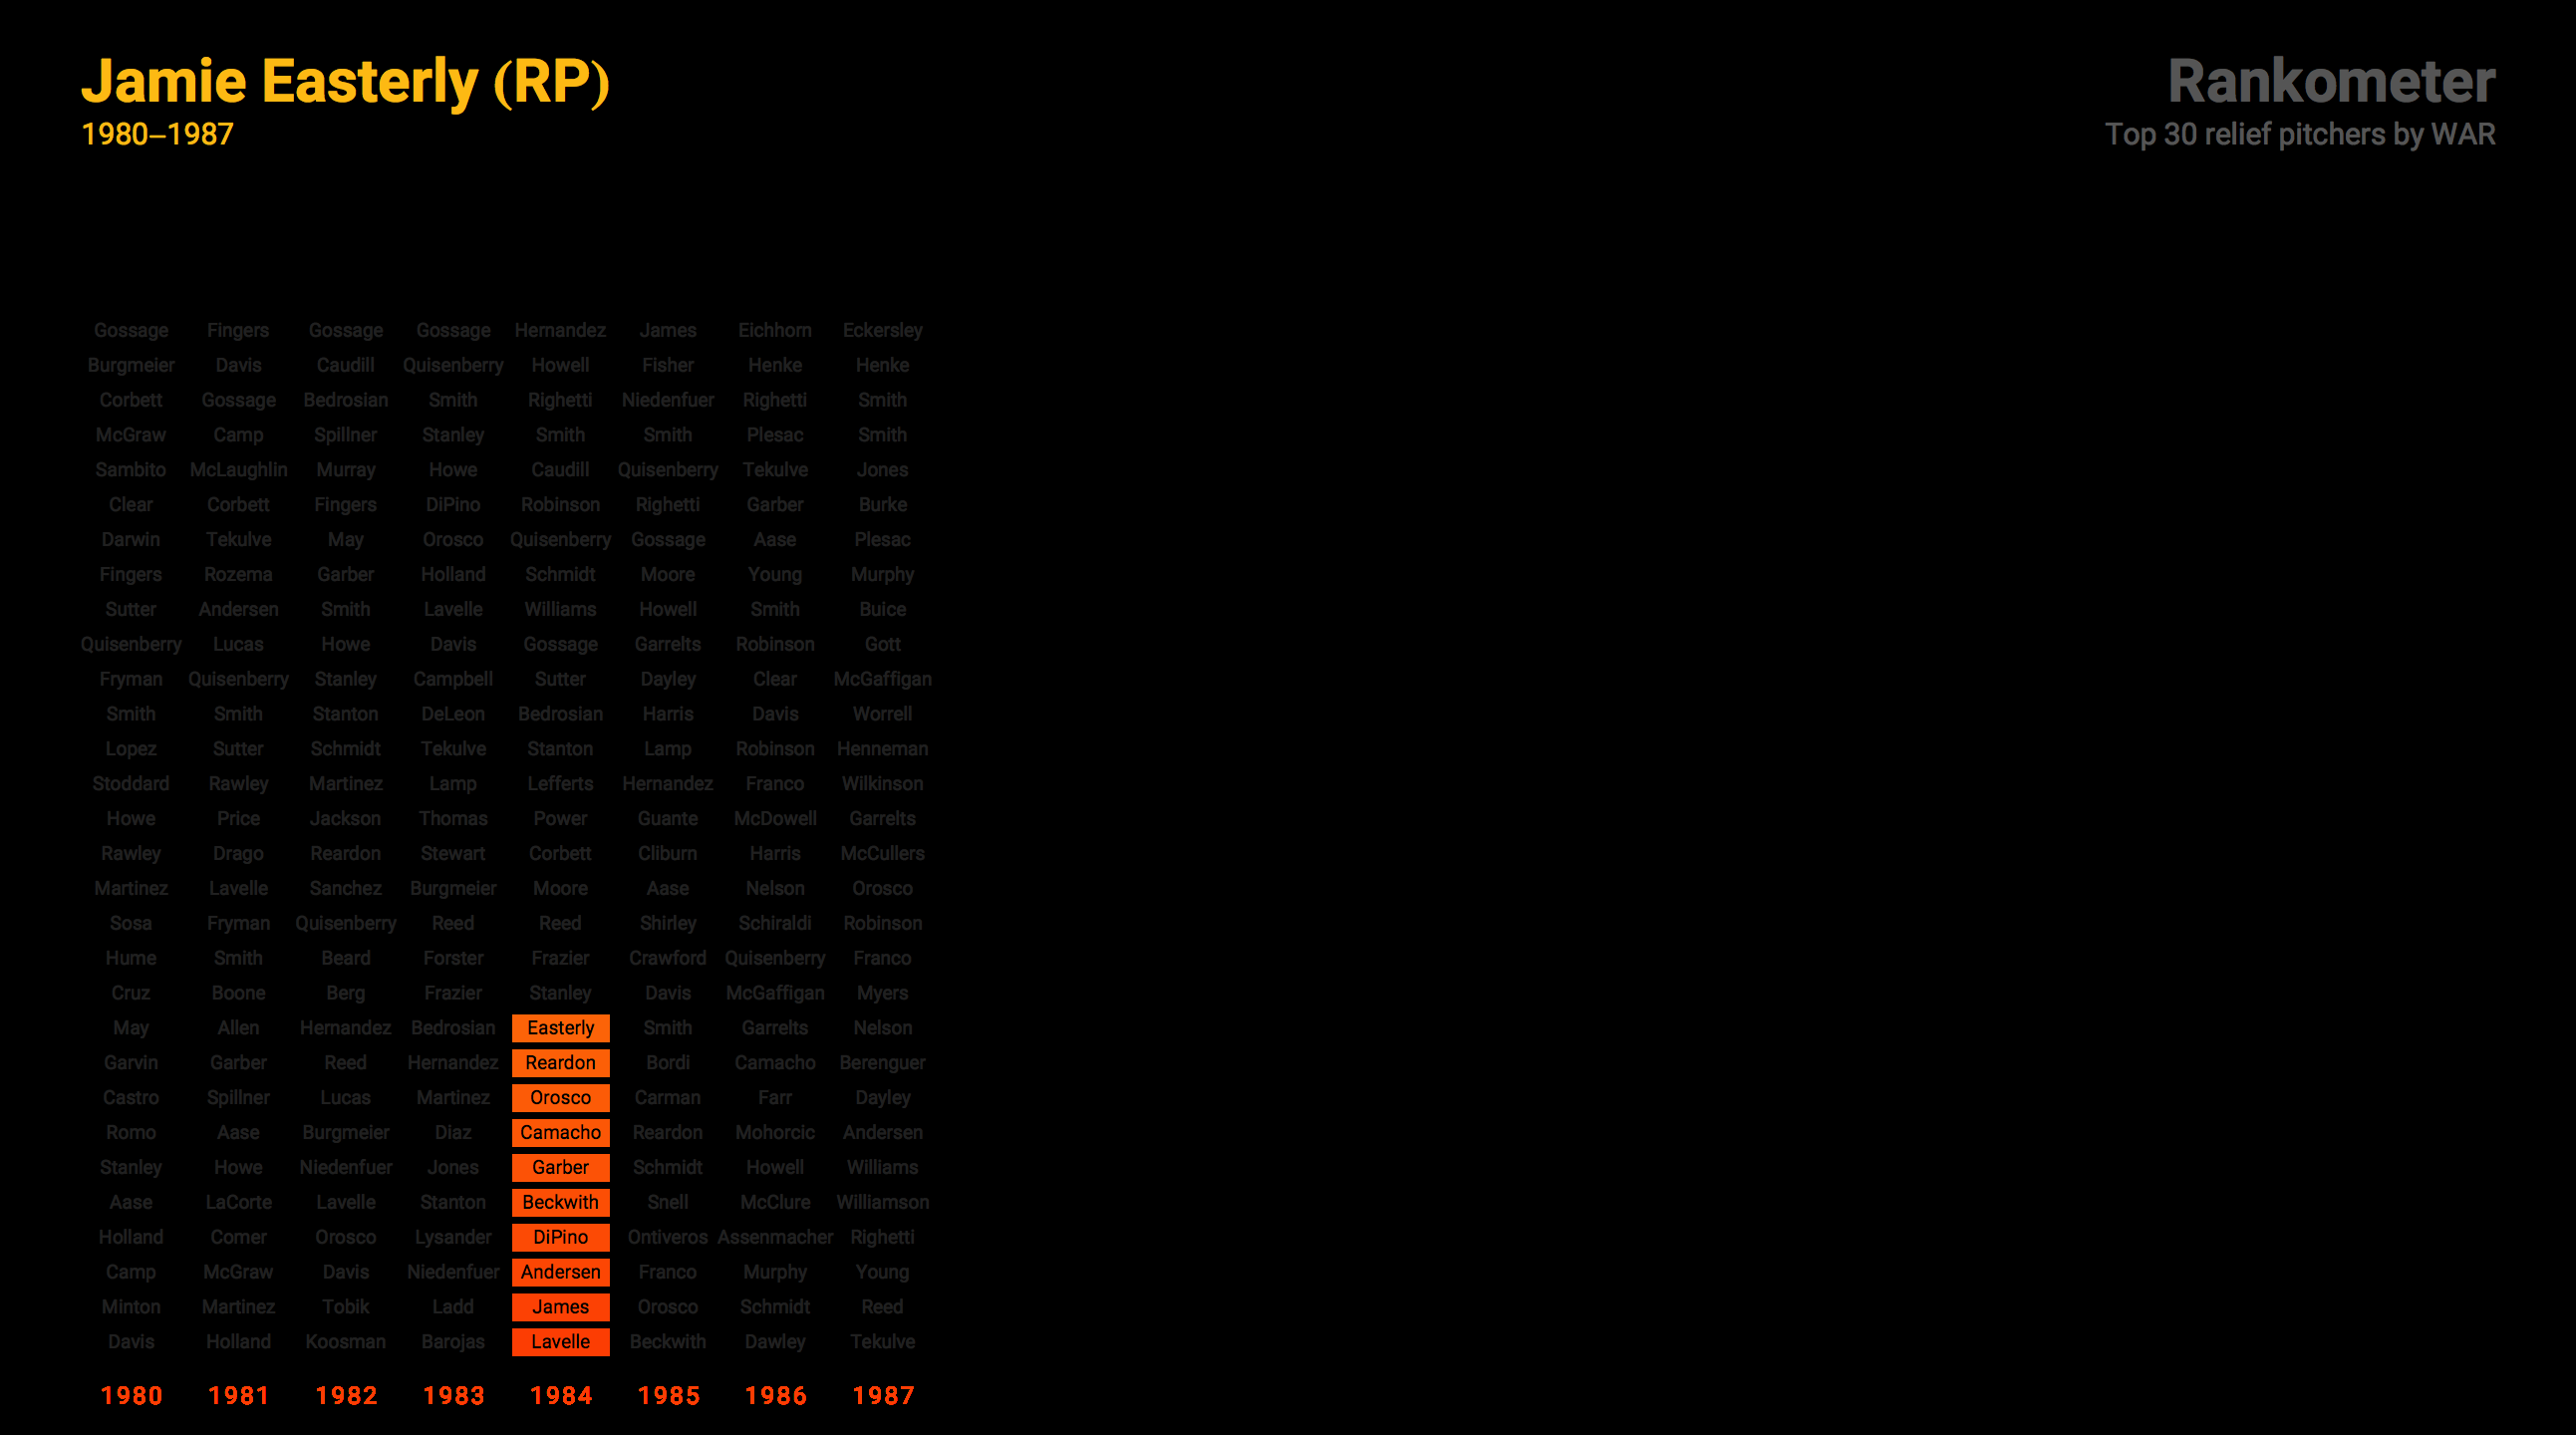 Jamie Easterly (RP)
1980–1987
Rankometer
Top 30 relief pitchers by WAR
Gossage Fingers Gossage Gossage Hernandez James Eichhorn Eckersley
Burgmeier Davis Caudill Quisenberry Howell Fisher Henke Henke
Corbett Gossage Bedrosian Smith Righetti Niedenfuer Righetti Smith
McGraw Camp Spillner Stanley Smith Smith Plesac Smith
Sambito McLaughlin Murray Howe Caudill Quisenberry Tekulve Jones
Clear Corbett Fingers DiPino Robinson Righetti Garber Burke
Darwin Tekulve May Orosco Quisenberry Gossage Aase Plesac
Fingers Rozema Garber Holland Schmidt Moore Young Murphy
Sutter Andersen Smith Lavelle Williams Howell Smith Buice
Quisenberry Lucas Howe Davis Gossage Garrelts Robinson Gott
Fryman Quisenberry Stanley Campbell Sutter Dayley Clear McGaffigan
Smith Smith Stanton DeLeon Bedrosian Harris Davis Worrell
Lopez Sutter Schmidt Tekulve Stanton Lamp Robinson Henneman
Stoddard Rawley Martinez Lamp Lefferts Hernandez Franco Wilkinson
Howe Price Jackson Thomas Power Guante McDowell Garrelts
Rawley Drago Reardon Stewart Corbett Cliburn Harris McCullers
Martinez Lavelle Sanchez Burgmeier Moore Aase Nelson Orosco
Sosa Fryman Quisenberry Reed Reed Shirley Schiraldi Robinson
Hume Smith Beard Forster Frazier Crawford Quisenberry Franco
Cruz Boone Berg Frazier Stanley Davis McGaffigan Myers
May Allen Hernandez Bedrosian Easterly Smith Garrelts Nelson
Garvin Garber Reed Hernandez Reardon Bordi Camacho Berenguer
Castro Spillner Lucas Martinez Orosco Carman Farr Dayley
Romo Aase Burgmeier Diaz Camacho Reardon Mohorcic Andersen
Stanley Howe Niedenfuer Jones Garber Schmidt Howell Williams
Aase LaCorte Lavelle Stanton Beckwith Snell McClure Williamson
Holland Comer Orosco Lysander DiPino Ontiveros Assenmacher Righetti
Camp McGraw Davis Niedenfuer Andersen Franco Murphy Young
Minton Martinez Tobik Ladd James Orosco Schmidt Reed
Davis Holland Koosman Barojas Lavelle Beckwith Dawley Tekulve
1980 1981 1982 1983 1984 1985 1986 1987